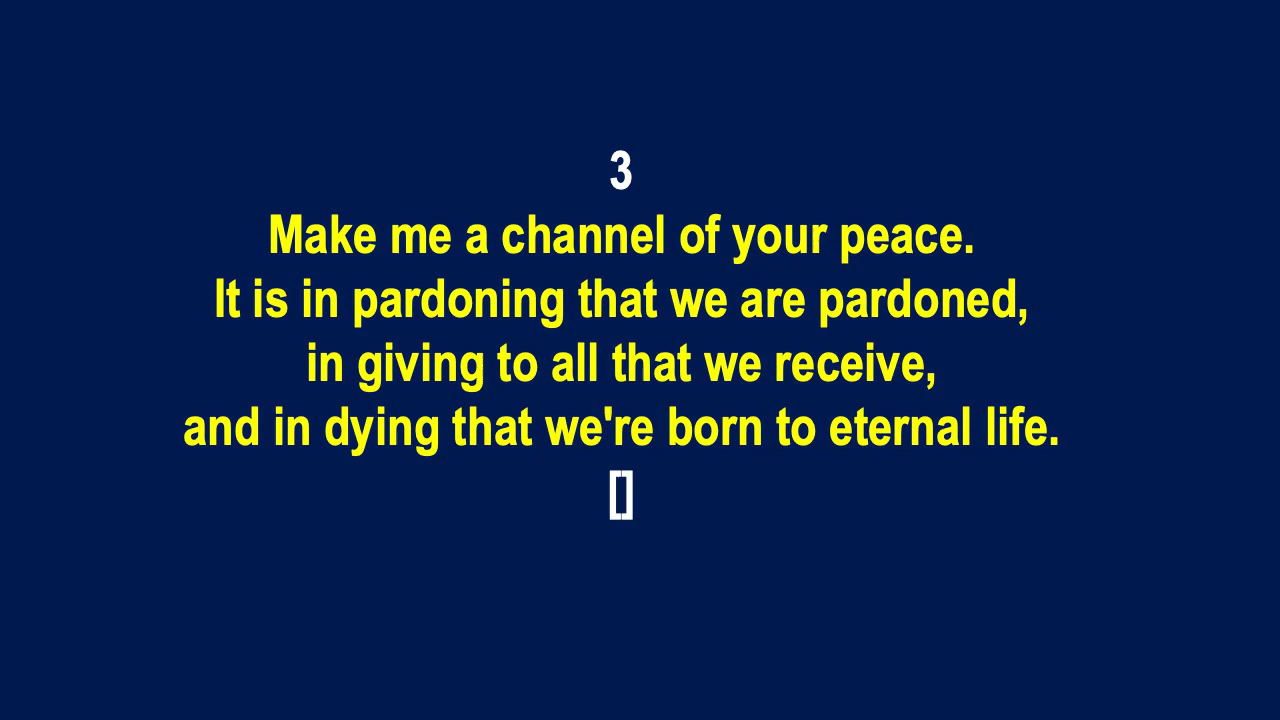 3
Make me a channel of your peace.
It is in pardoning that we are pardoned,
in giving to all that we receive,
and in dying that we're born to eternal life.
[]